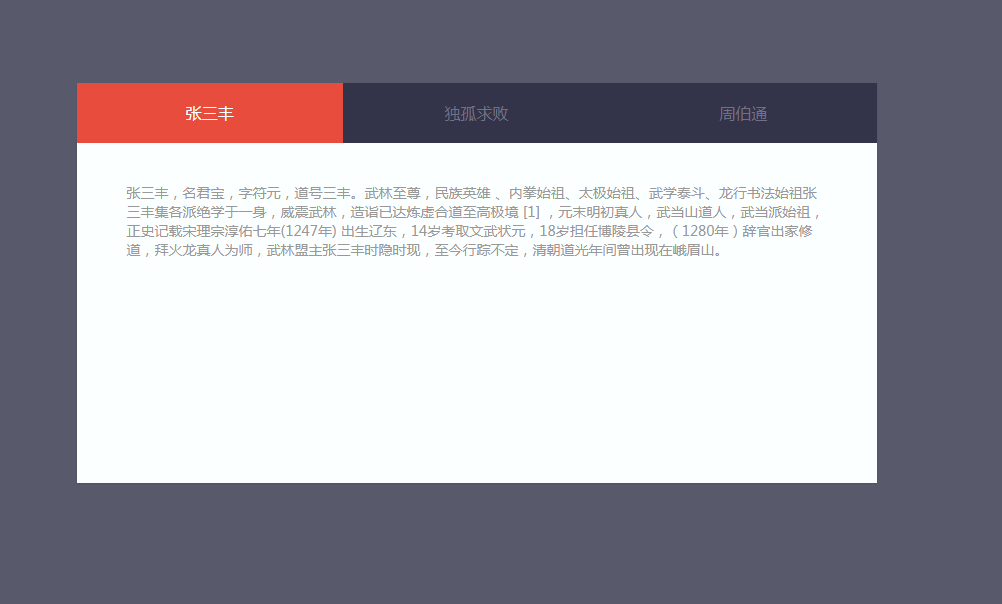 张三丰
独孤求败
周伯通
张三丰，名君宝，字符元，道号三丰。武林至尊，民族英雄 、内拳始祖、太极始祖、武学泰斗、龙行书法始祖张
三丰集各派绝学于一身，威震武林，造诣已达炼虚合道至高极境 [1] ，元末明初真人，武当山道人，武当派始祖，
正史记载宋理宗淳佑七年(1247年) 出生辽东，14岁考取文武状元，18岁担任博陵县令，（ 1280年 ）辞官出家修
道，拜火龙真人为师，武林盟主张三丰时隐时现，至今行踪不定，清朝道光年间曾出现在峨眉山。